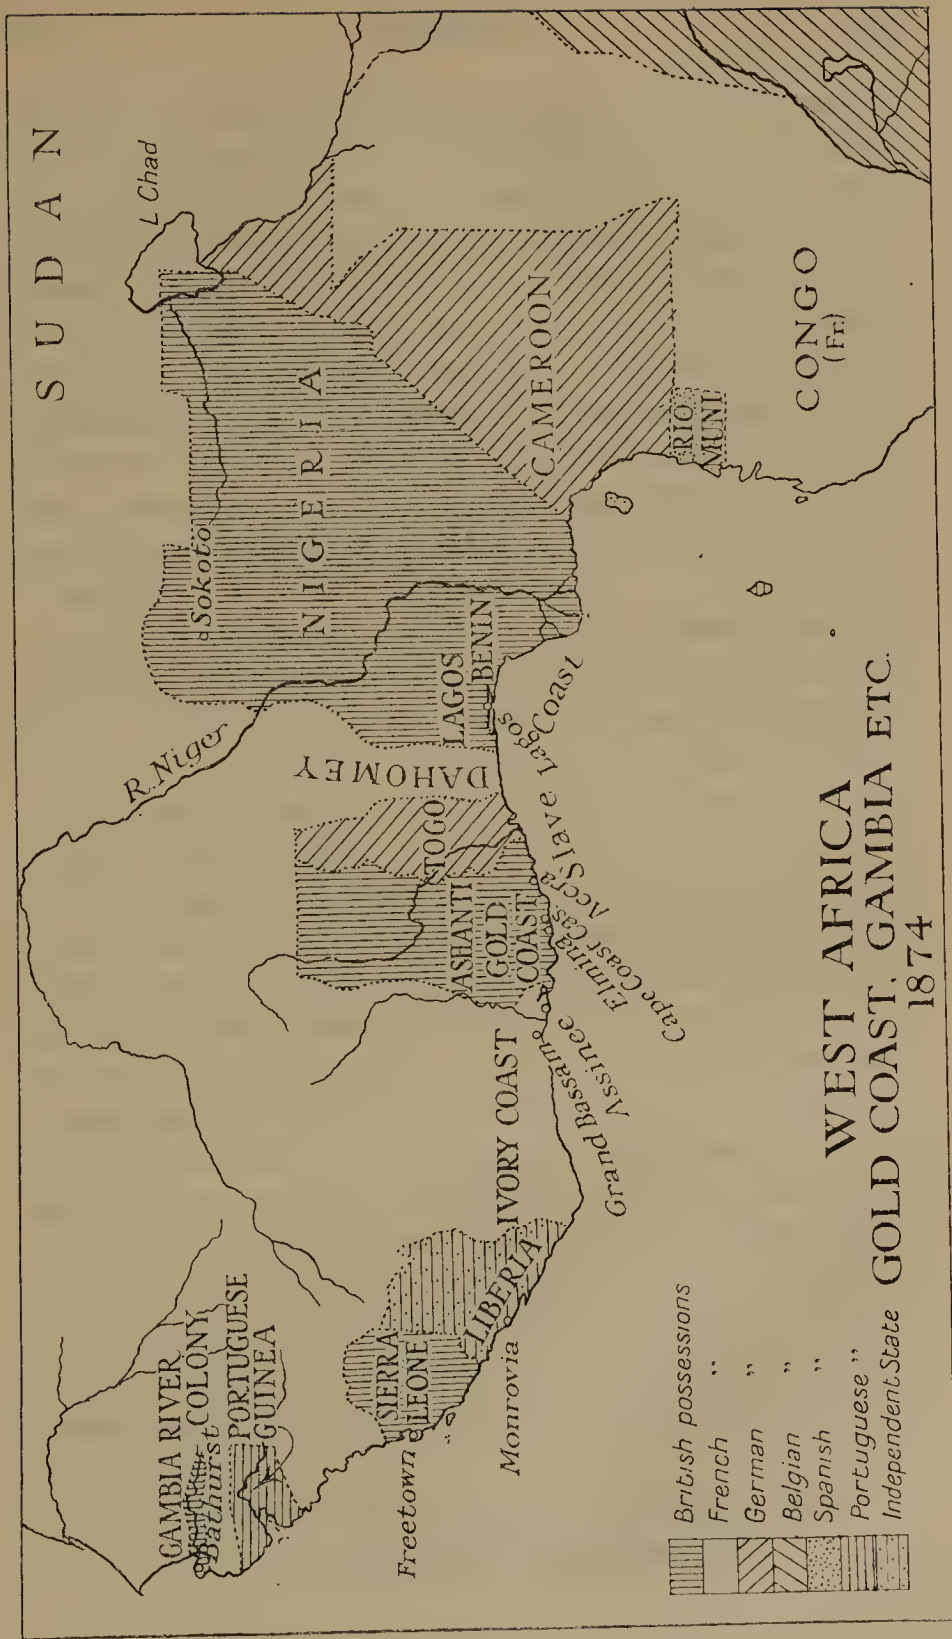 SUDAN
L Chad
R. Niger
Sokoto
NIGERIA
CAMEROON
RIO
MUNI
CONGO
(Fr.)
LAGOS
BENIN
Lagos
DAHOMEY
TOGO
ASHANTI
GOLD
COAST
Slave Coast
Accra
Cape Coast Cas.
Elmina
Assinee
Grand Bassam
IVORY COAST
LIBERIA
Monrovia
SIERRA
LEONE
Freetown
GAMBIA RIVER
COLONY
Bathurst
PORTUGUESE
GUINEA
British possessions
French "
German "
Belgian "
Spanish "
Portuguese "
Independent State
WEST AFRICA
GOLD COAST, GAMBIA ETC.
1874